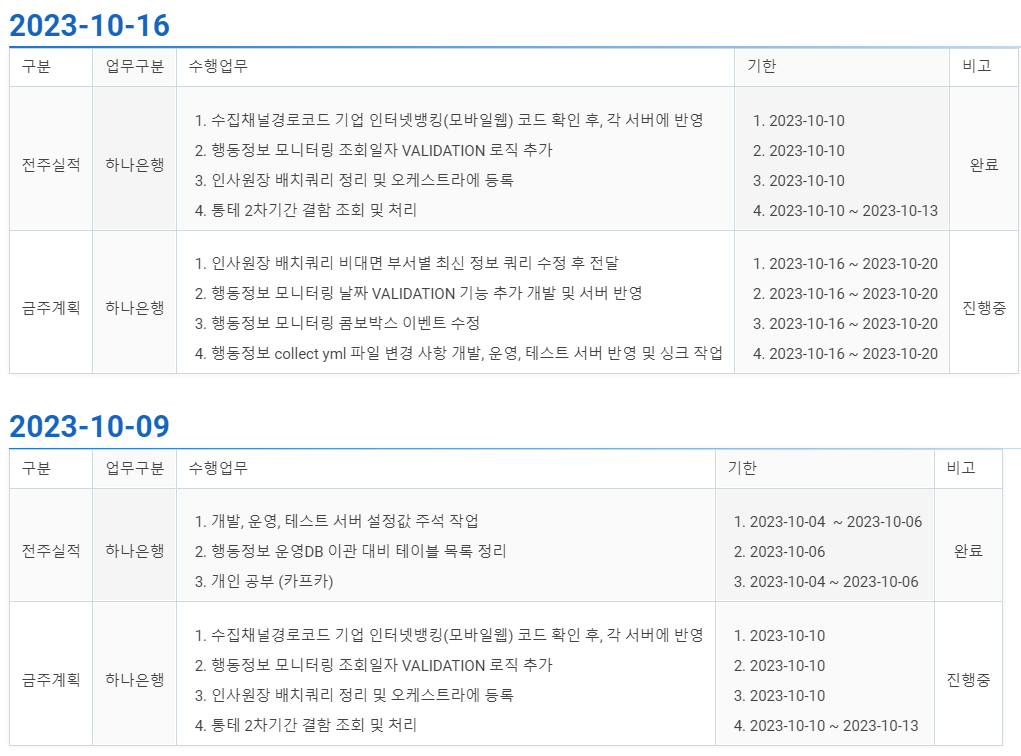 2023-10-16
구분 업무구분 수행업무 기한 비고
전주실적 하나은행 완료
1. 수집채널경로코드 기업 인터넷뱅킹(모바일웹) 코드 확인 후, 각 서버에 반영 1. 2023-10-10
2. 행동정보 모니터링 조회일자 VALIDATION 로직 추가 2. 2023-10-10
3. 인사원장 배치쿼리 정리 및 오케스트라에 등록 3. 2023-10-10
4. 통테 2차기간 결함 조회 및 처리 4. 2023-10-10 ~ 2023-10-13
금주계획 하나은행 진행중
1. 인사원장 배치쿼리 비대면 부서별 최신 정보 쿼리 수정 후 전달 1. 2023-10-16 ~ 2023-10-20
2. 행동정보 모니터링 날짜 VALIDATION 기능 추가 개발 및 서버 반영 2. 2023-10-16 ~ 2023-10-20
3. 행동정보 모니터링 콤보박스 이벤트 수정 3. 2023-10-16 ~ 2023-10-20
4. 행동정보 collect yml 파일 변경 사항 개발, 운영, 테스트 서버 반영 및 싱크 작업 4. 2023-10-16 ~ 2023-10-20
2023-10-09
구분 업무구분 수행업무 기한 비고
전주실적 하나은행 완료
1. 개발, 운영, 테스트 서버 설정값 주석 작업 1. 2023-10-04 ~ 2023-10-06
2. 행동정보 운영DB 이관 대비 테이블 목록 정리 2. 2023-10-06
3. 개인 공부 (카프카) 3. 2023-10-04 ~ 2023-10-06
금주계획 하나은행 진행중
1. 수집채널경로코드 기업 인터넷뱅킹(모바일웹) 코드 확인 후, 각 서버에 반영 1. 2023-10-10
2. 행동정보 모니터링 조회일자 VALIDATION 로직 추가 2. 2023-10-10
3. 인사원장 배치쿼리 정리 및 오케스트라에 등록 3. 2023-10-10
4. 통테 2차기간 결함 조회 및 처리 4. 2023-10-10 ~ 2023-10-13